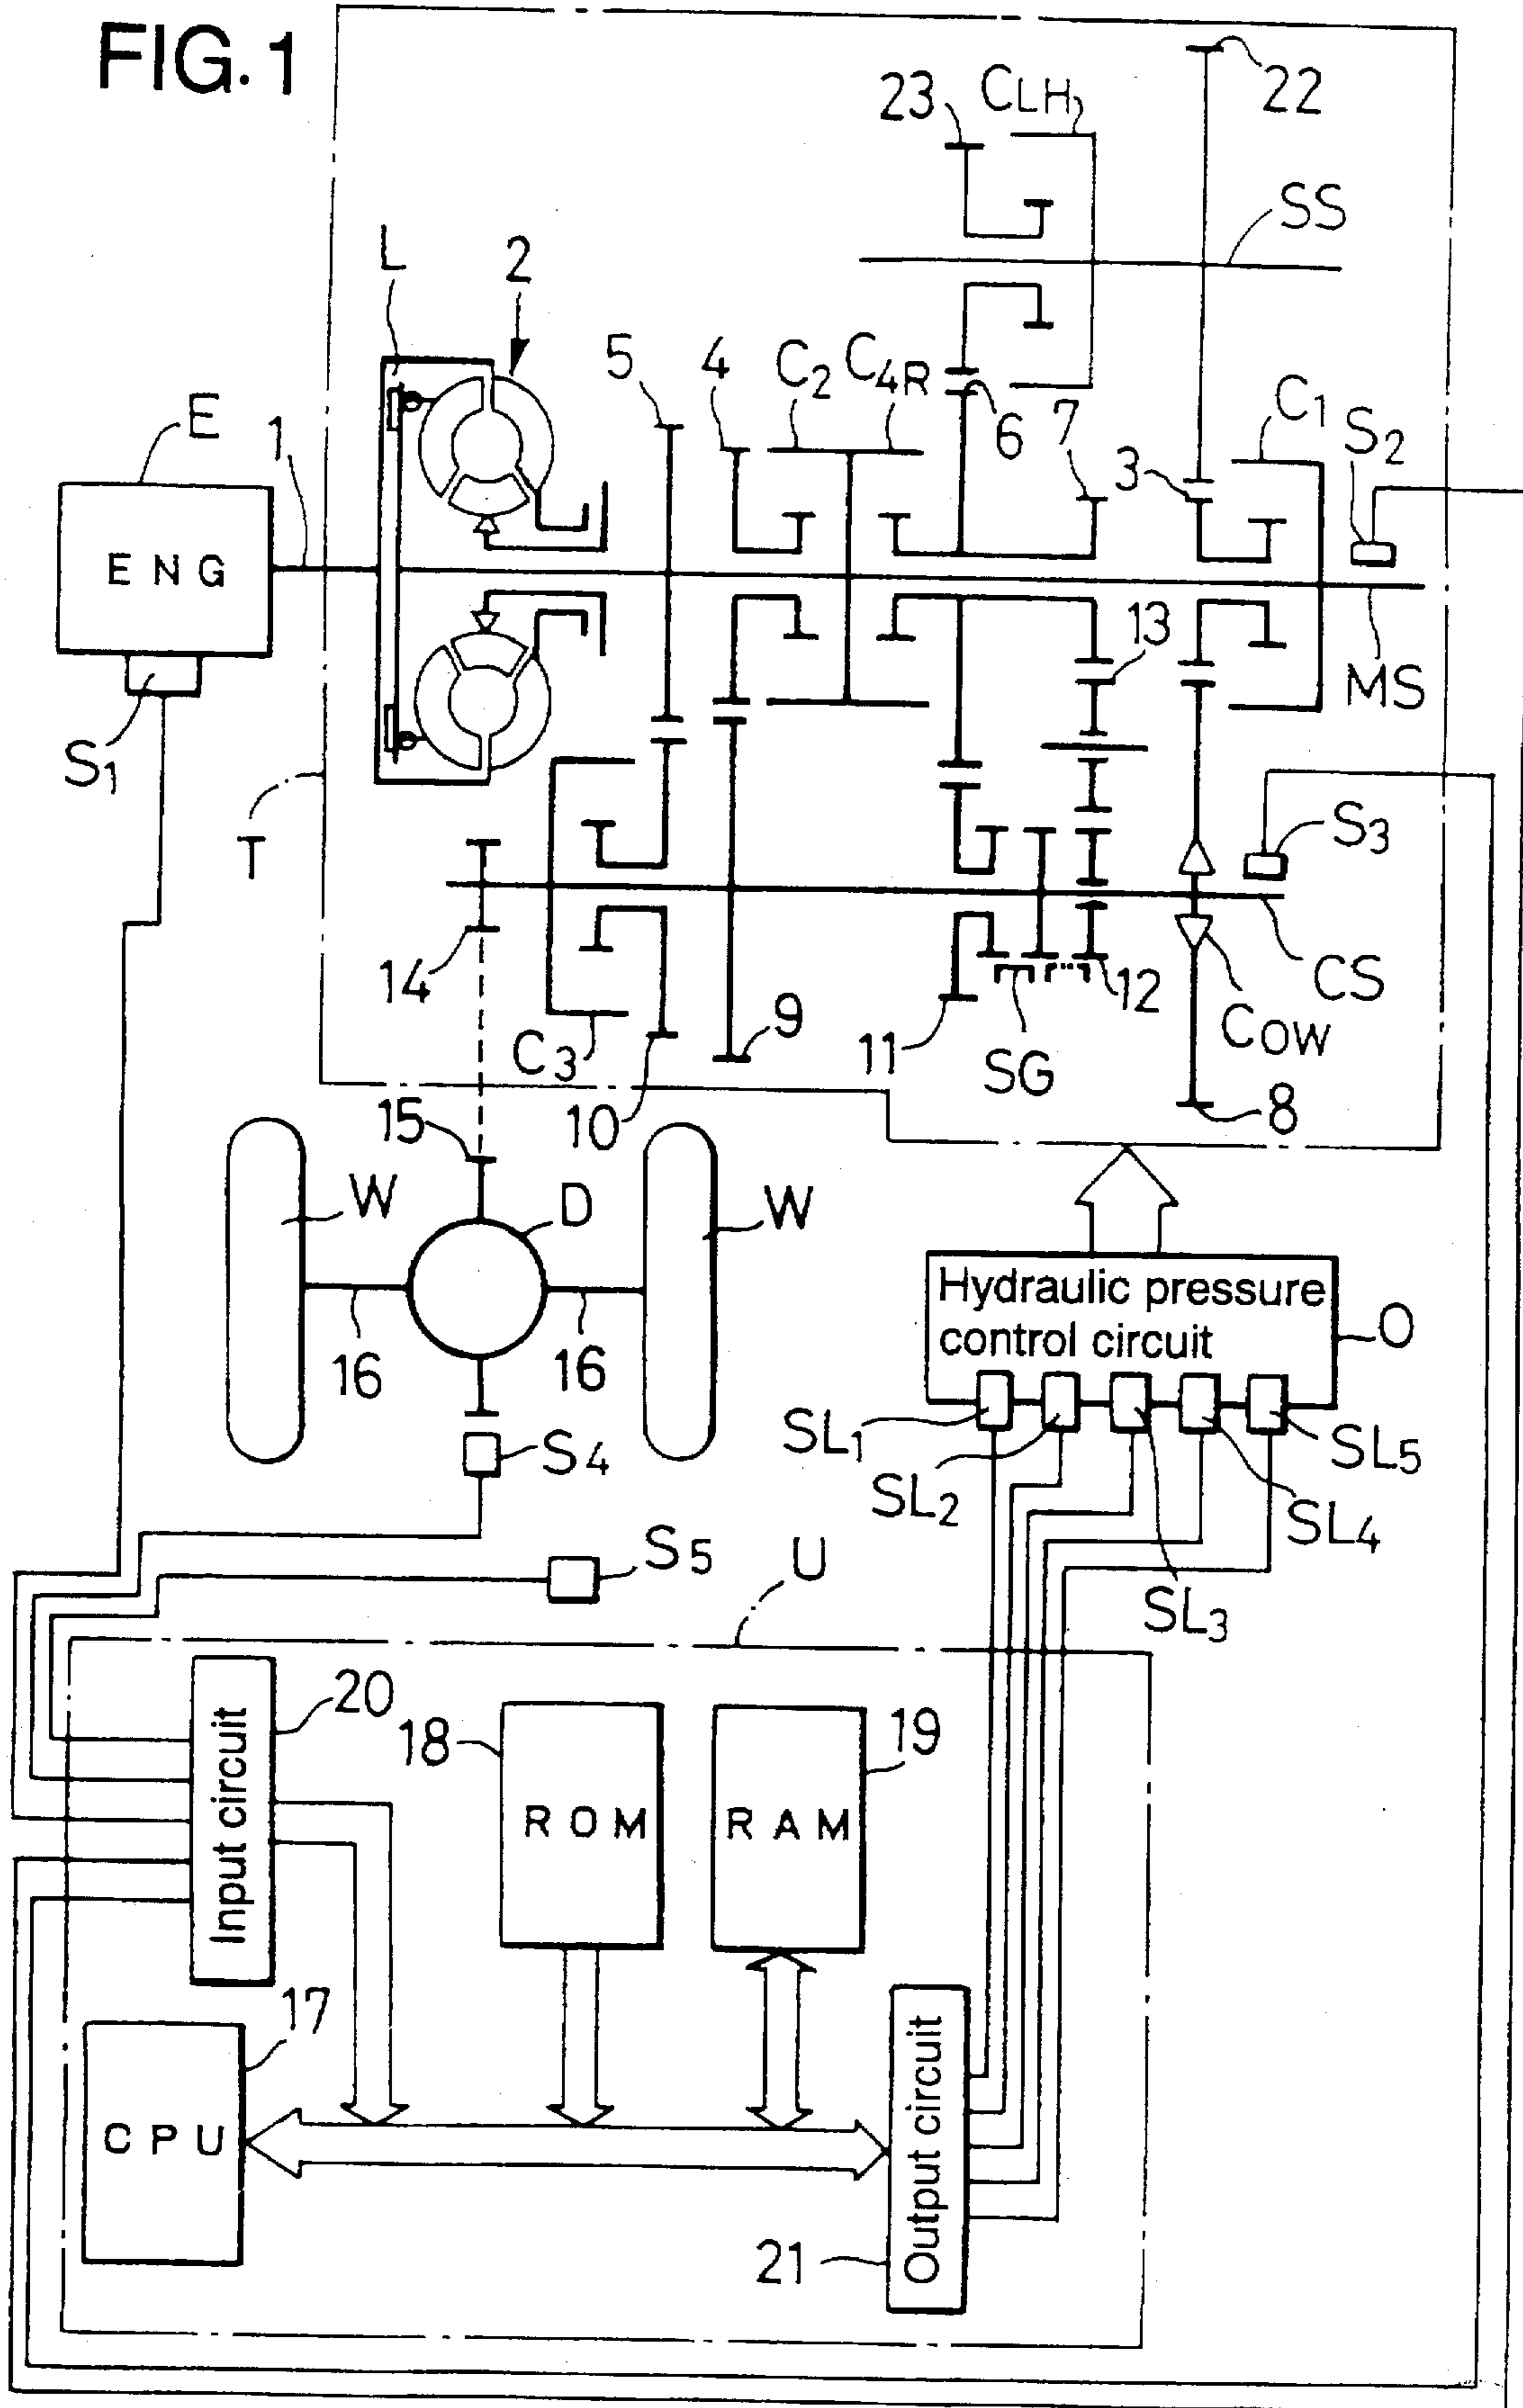 FIG. 1
22
23 CLH
SS
L 2
5 4 C2 C4R
6 7 3 C1 S2
E 1
ENG
13
MS
S1
T
S3
14
12 CS
C3 9 11 SG COW
10 8
15
W D W
16 16
Hydraulic pressure
control circuit
O
SL1 SL5
S4
SL2 SL4
S5 U
SL3
20
18 19
Input circuit
ROM RAM
17
CPU
Output circuit
21